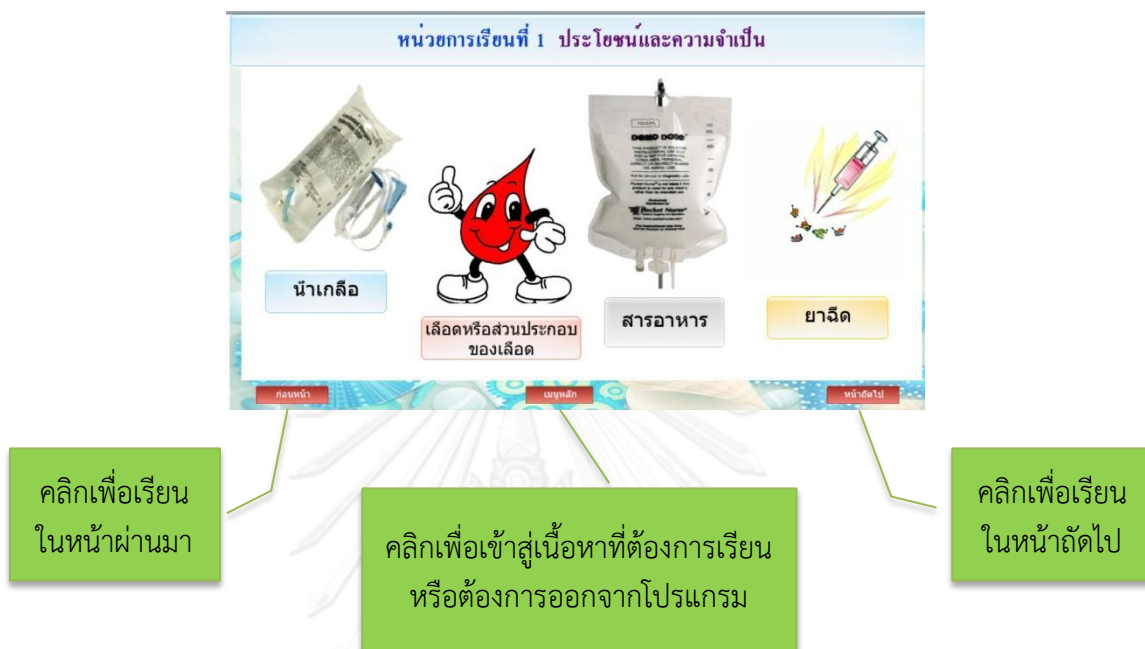 หน่วยการเรียนที่ 1 ประโยชน์และความจำเป็น
DEMO DOSE
Pocket Nurse
น้ำเกลือ
เลือดหรือส่วนประกอบ
ของเลือด
สารอาหาร
ยาฉีด
ก่อนหน้า
เมนูหลัก
หน้าถัดไป
คลิกเพื่อเรียน
ในหน้าผ่านมา
คลิกเพื่อเข้าสู่เนื้อหาที่ต้องการเรียน
หรือต้องการออกจากโปรแกรม
คลิกเพื่อเรียน
ในหน้าถัดไป